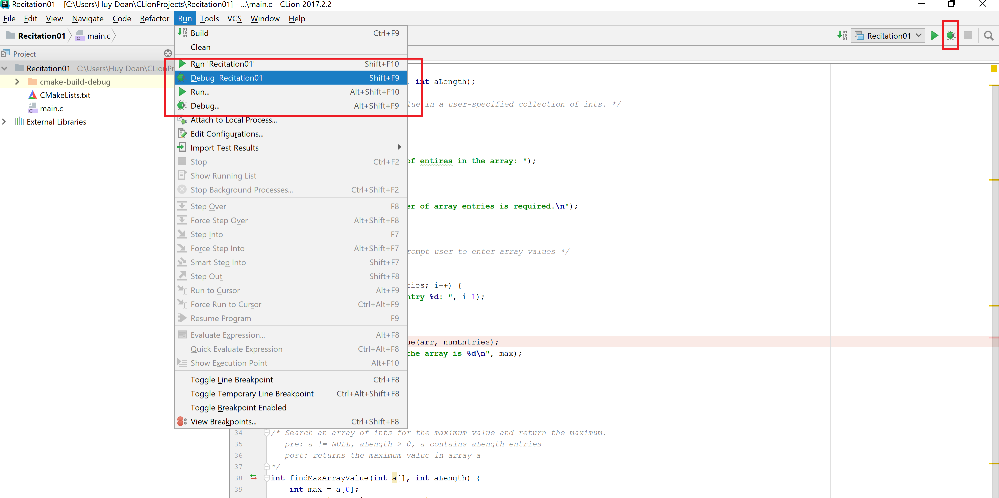 Recitation01 - [C:\Users\Huy Doan\CLionProjects\Recitation01] - ...\main.c - CLion 2017.2.2
File Edit View Navigate Code Refactor Run Tools VCS Window Help
Recitation01 main.c
Recitation01
Project
Recitation01 C:\Users\Huy Doan\CLionPr
cmake-build-debug
CMakeLists.txt
main.c
External Libraries
Build Ctrl+F9
Clean
Run 'Recitation01' Shift+F10
Debug 'Recitation01' Shift+F9
Run... Alt+Shift+F10
Debug... Alt+Shift+F9
Attach to Local Process...
Edit Configurations...
Import Test Results
Stop Ctrl+F2
Show Running List
Stop Background Processes... Ctrl+Shift+F2
Step Over F8
Force Step Over Alt+Shift+F8
Step Into F7
Force Step Into Alt+Shift+F7
Smart Step Into Shift+F7
Step Out Shift+F8
Run to Cursor Alt+F9
Force Run to Cursor Ctrl+Alt+F9
Resume Program F9
Evaluate Expression... Alt+F8
Quick Evaluate Expression Ctrl+Alt+F8
Show Execution Point Alt+F10
Toggle Line Breakpoint Ctrl+F8
Toggle Temporary Line Breakpoint Ctrl+Alt+Shift+F8
Toggle Breakpoint Enabled
View Breakpoints... Ctrl+Shift+F8
, int aLength);
lue in a user-specified collection of ints. */
of entires in the array: ");
er of array entries is required.\n");
rompt user to enter array values */
ries; i++) {
ntry %d: ", i+1);
ue(arr, numEntries);
the array is %d\n", max);
34 /* Search an array of ints for the maximum value and return the maximum.
35 pre: a != NULL, aLength > 0, a contains aLength entries
36 post: returns the maximum value in array a
37 */
38 int findMaxArrayValue(int a[], int aLength) {
39 int max = a[0];